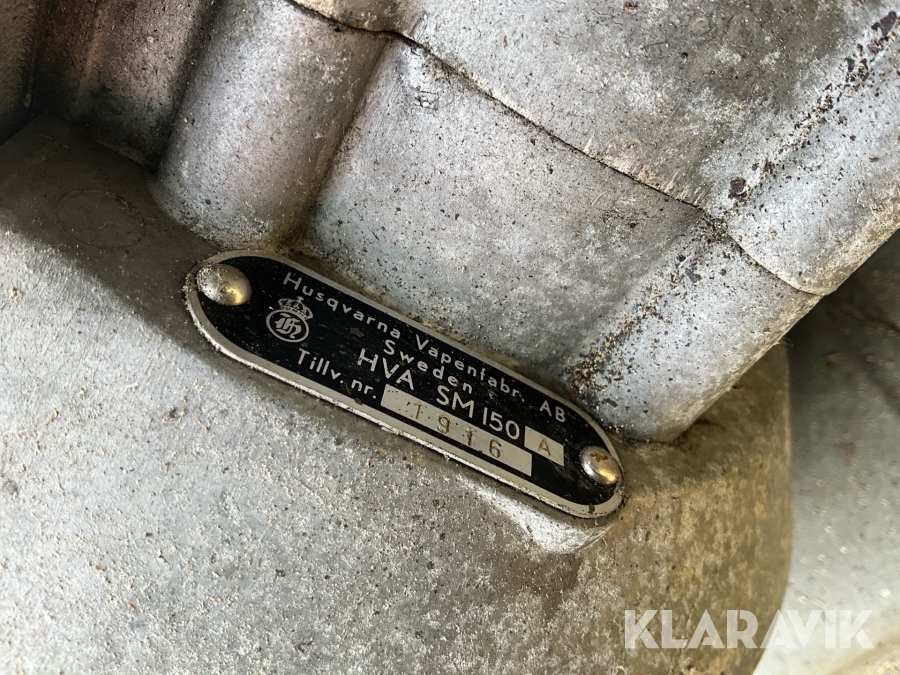 Husqvarna Vapenfabr. AB
Sweden
HVA SM150 A
Tillv. nr. 1916
KLARAVIK